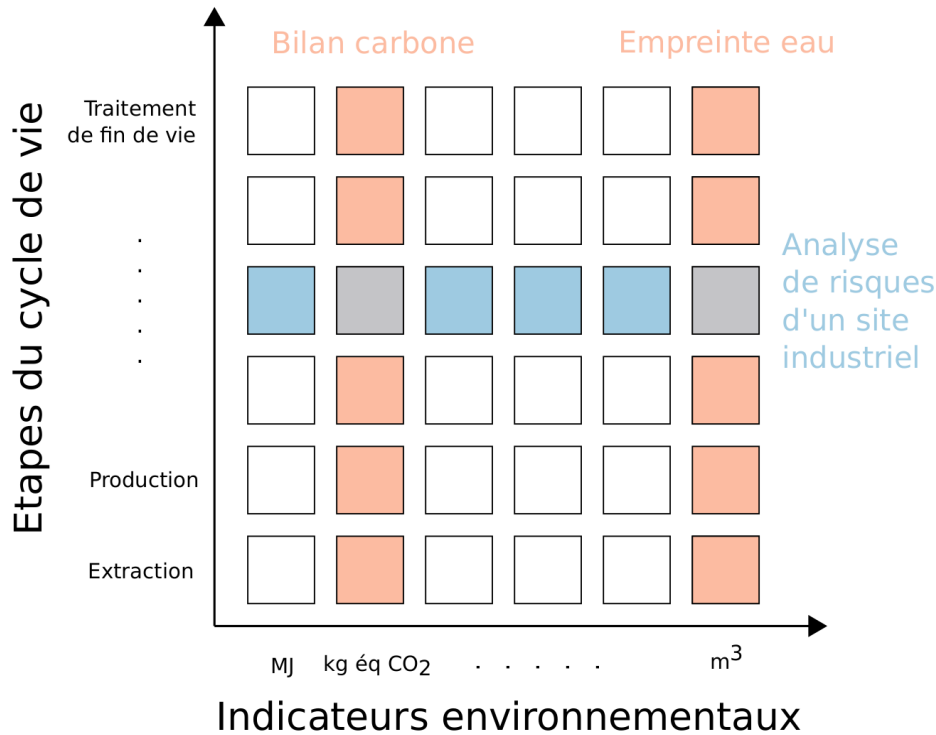 Bilan carbone
Empreinte eau
Traitement
de fin de vie
Etapes du cycle de vie
Analyse
de risques
d'un site
industriel
Production
Extraction
MJ
kg éq CO2
. . . . .
m3
Indicateurs environnementaux